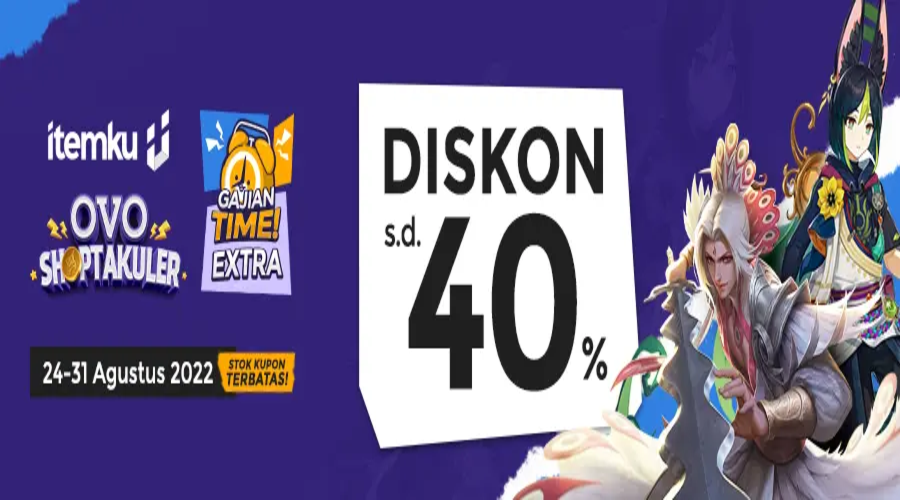 itemku
OVO
SHOPTAKULER
GAJIAN
TIME!
EXTRA
24-31 Agustus 2022
STOK KUPON
TERBATAS!
DISKON
s.d.
40%